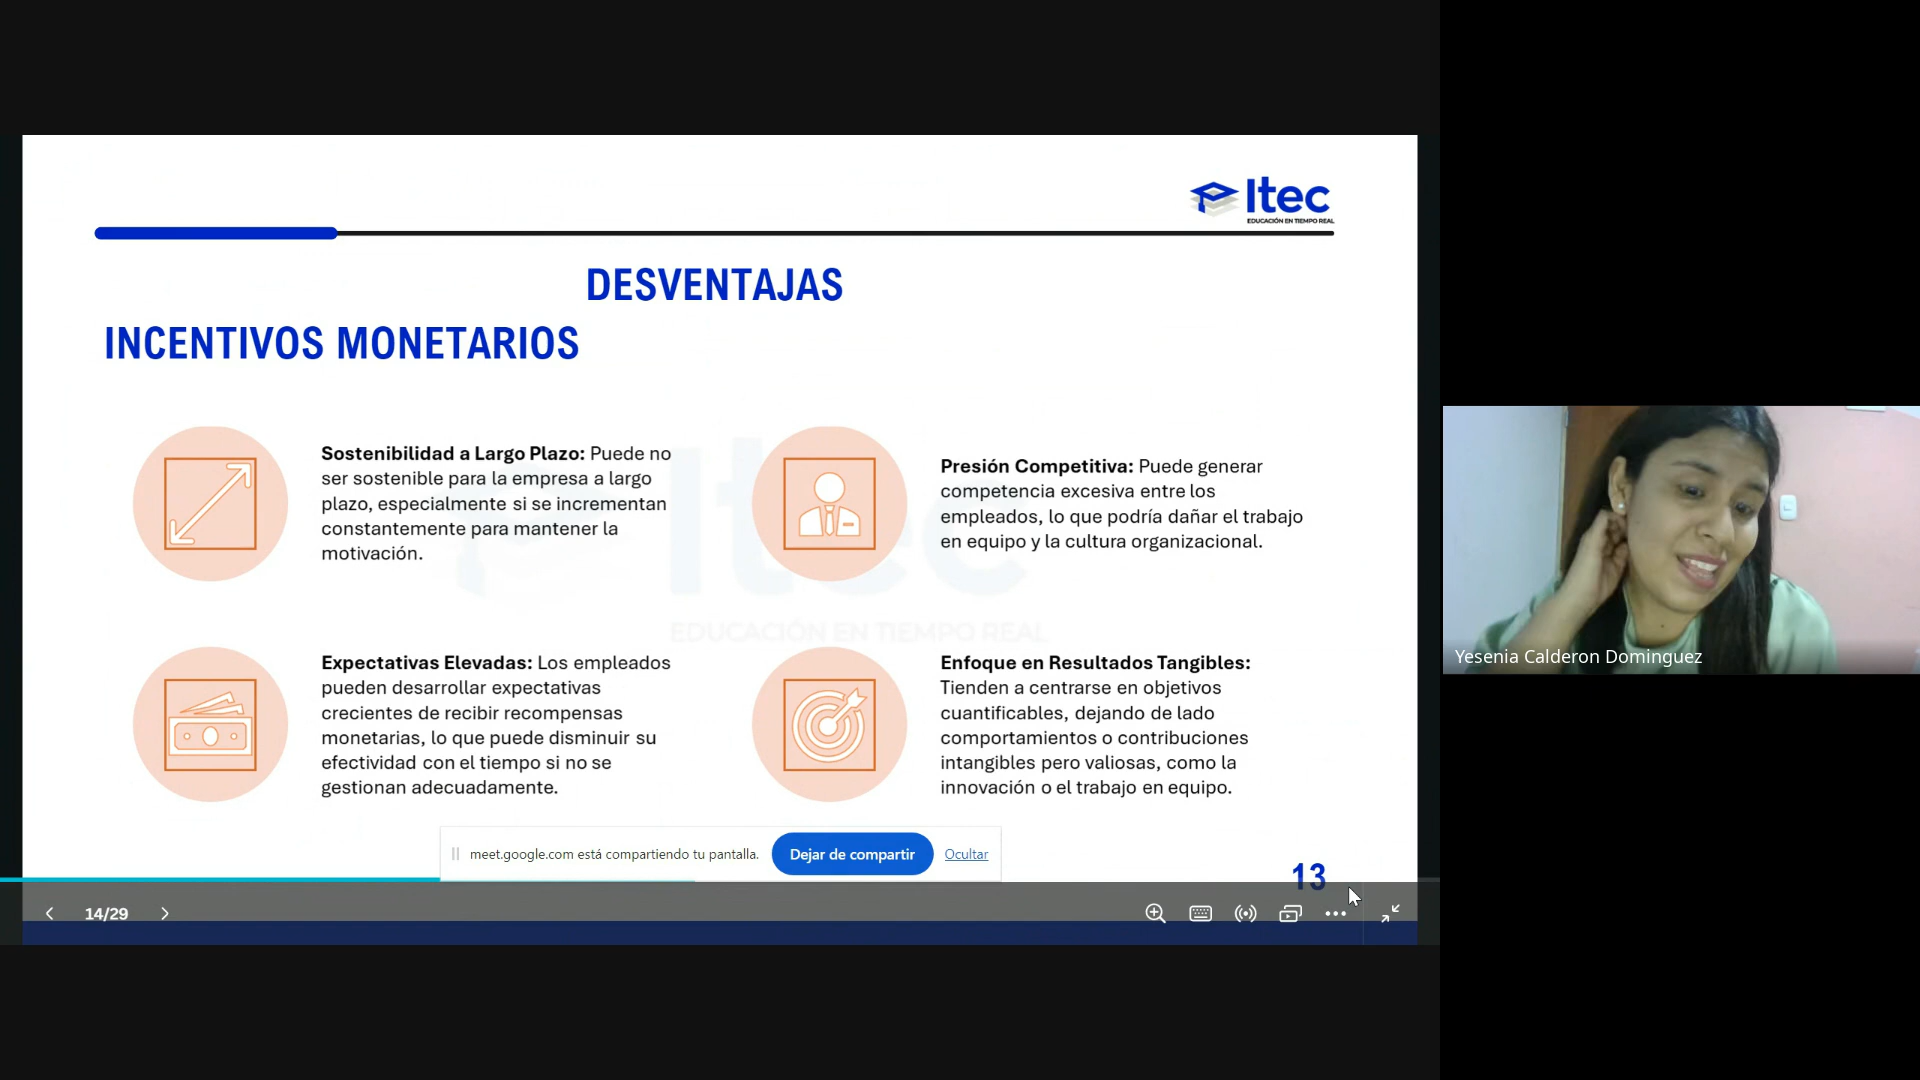 Itec
EDUCACIÓN EN TIEMPO REAL
DESVENTAJAS
INCENTIVOS MONETARIOS
Sostenibilidad a Largo Plazo: Puede no
ser sostenible para la empresa a largo
plazo, especialmente si se incrementan
constantemente para mantener la
motivación.
Presión Competitiva: Puede generar
competencia excesiva entre los
empleados, lo que podría dañar el trabajo
en equipo y la cultura organizacional.
Itec
EDUCACIÓN EN TIEMPO REAL
Expectativas Elevadas: Los empleados
pueden desarrollar expectativas
crecientes de recibir recompensas
monetarias, lo que puede disminuir su
efectividad con el tiempo si no se
gestionan adecuadamente.
Enfoque en Resultados Tangibles:
Tienden a centrarse en objetivos
cuantificables, dejando de lado
comportamientos o contribuciones
intangibles pero valiosas, como la
innovación o el trabajo en equipo.
meet.google.com está compartiendo tu pantalla.
Dejar de compartir
Ocultar
13
14/29
Yesenia Calderon Dominguez